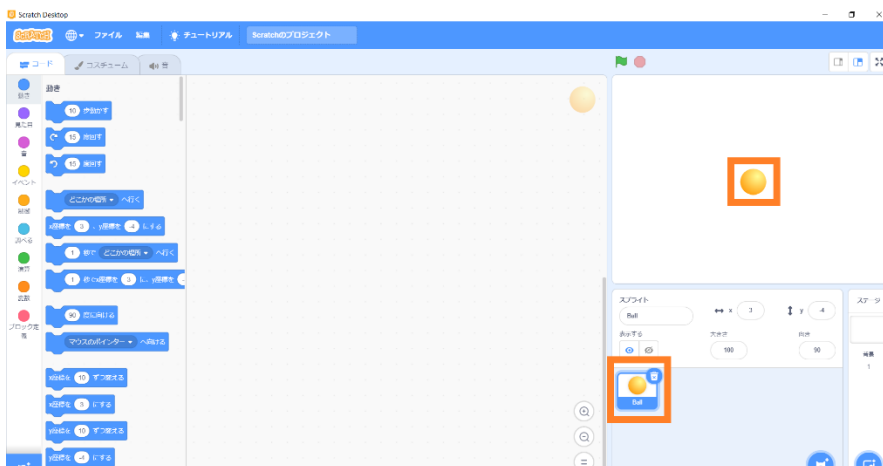 Scratch Desktop
SCRATCH ファイル 編集 チュートリアル Scratchのプロジェクト
コード コスチューム 音
動き
見た目
音
イベント
制御
調べる
演算
変数
ブロック定義
動き
10 歩動かす
15 度回す
15 度回す
どこかの場所 へ行く
x座標を 3 、y座標を -4 にする
1 秒で どこかの場所 へ行く
1 秒でx座標を 3 に、y座標を
90 度に向ける
マウスのポインター へ向ける
x座標を 10 ずつ変える
x座標を 3 にする
y座標を 10 ずつ変える
y座標を -4 にする
スプライト
Ball
x 3
y -4
表示する
大きさ
100
向き
90
Ball
ステージ
背景
1